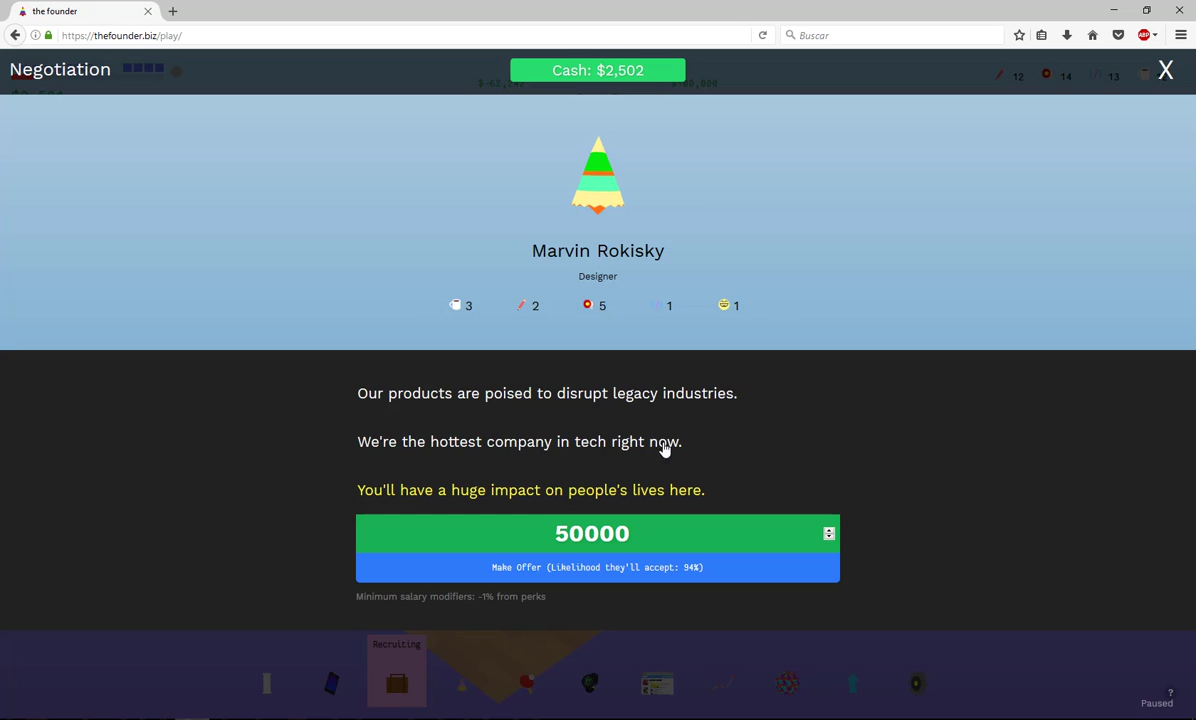 the founder
https://thefounder.biz/play/
Buscar
ABP
Negotiation
Cash: $2,502
12 14 13
X
Marvin Rokisky
Designer
3 2 5 1 1
Our products are poised to disrupt legacy industries.
We're the hottest company in tech right now.
You'll have a huge impact on people's lives here.
50000
Make Offer (Likelihood they'll accept: 94%)
Minimum salary modifiers: -1% from perks
Recruiting
?
Paused